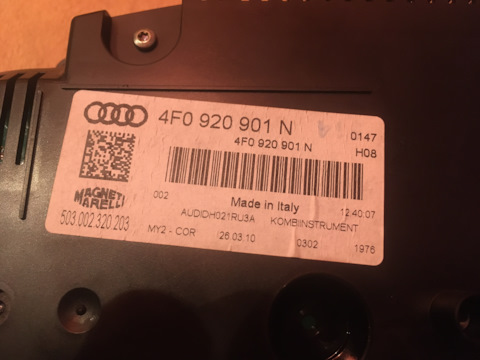 4F0 920 901 N
4F0 920 901 N
0147
H08
002
Made in Italy
12:40:07
MAGNETI
MARELLI
AUDIDH021RU3A KOMBIINSTRUMENT
503.002.320.203
MY2 - COR 26.03.10 0302 1976